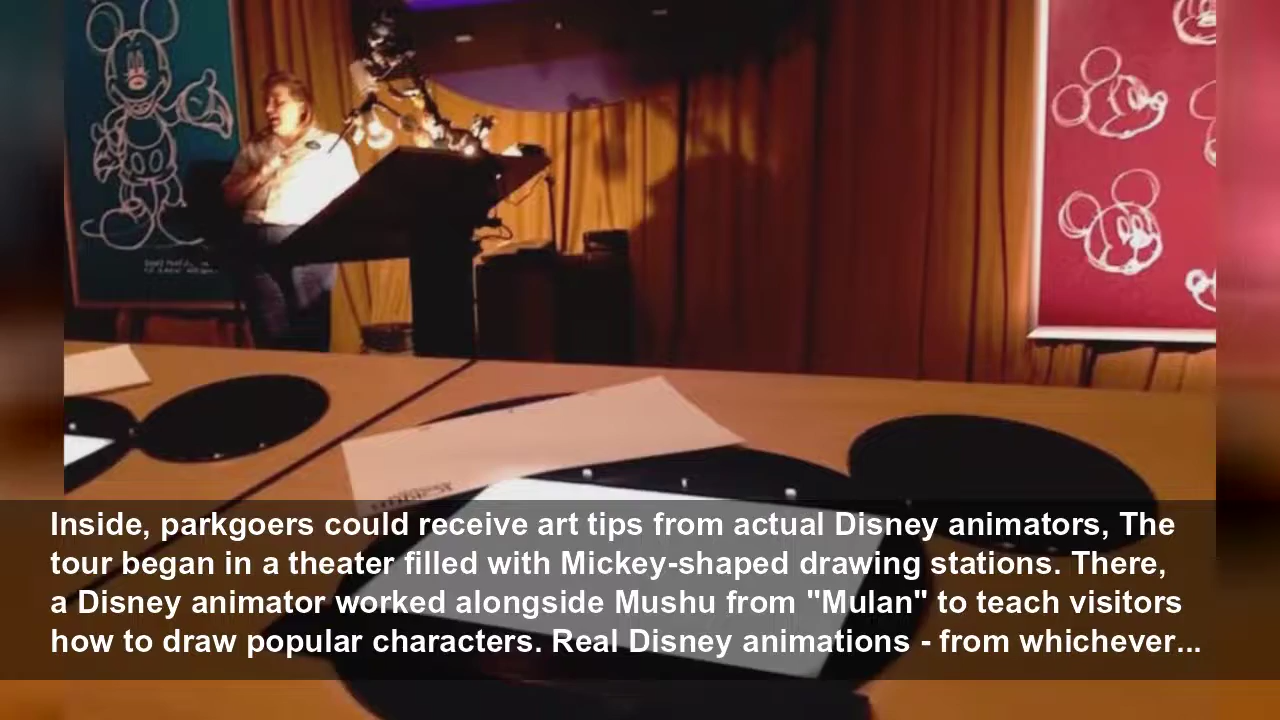 Inside, parkgoers could receive art tips from actual Disney animators, The
tour began in a theater filled with Mickey-shaped drawing stations. There,
a Disney animator worked alongside Mushu from "Mulan" to teach visitors
how to draw popular characters. Real Disney animations - from whichever...